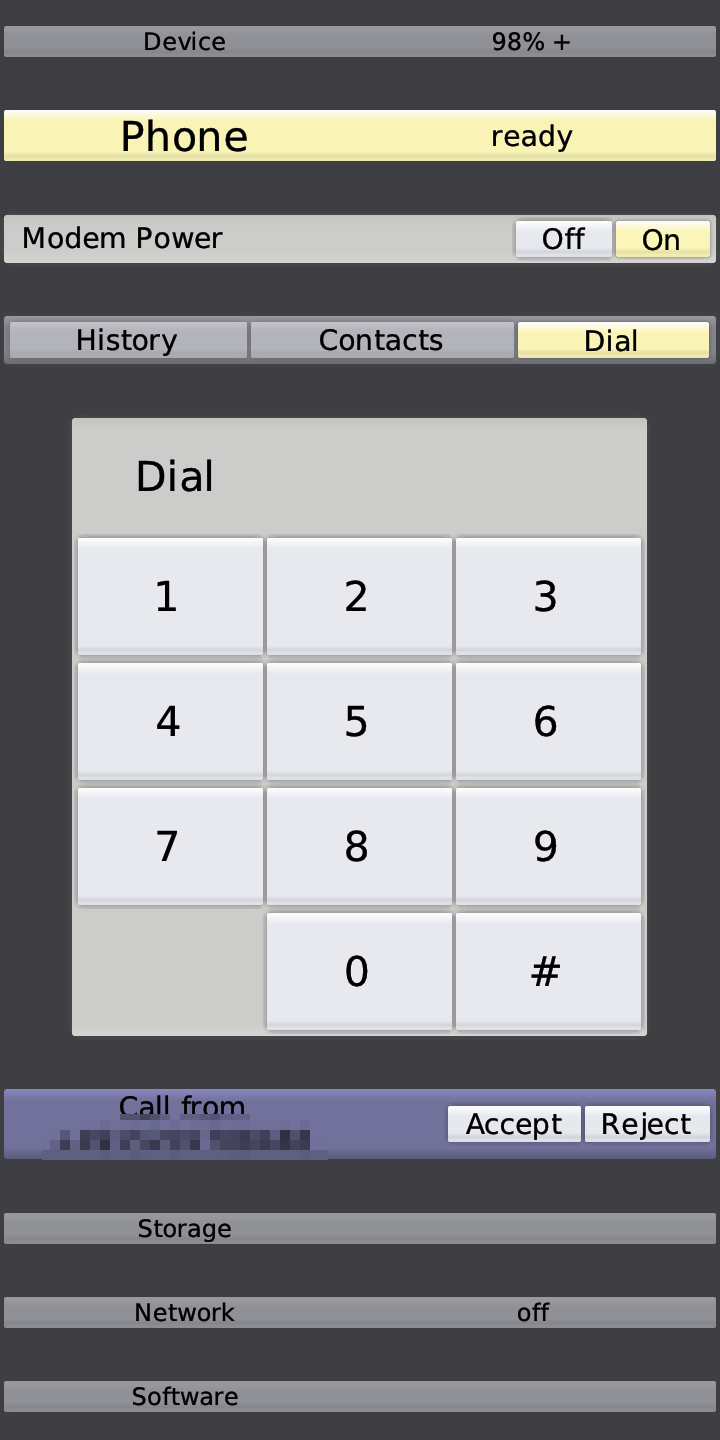 Device 98% +
Phone ready
Modem Power Off On
History Contacts Dial
Dial
1 2 3
4 5 6
7 8 9
0 #
Call from
Accept Reject
Storage
Network off
Software